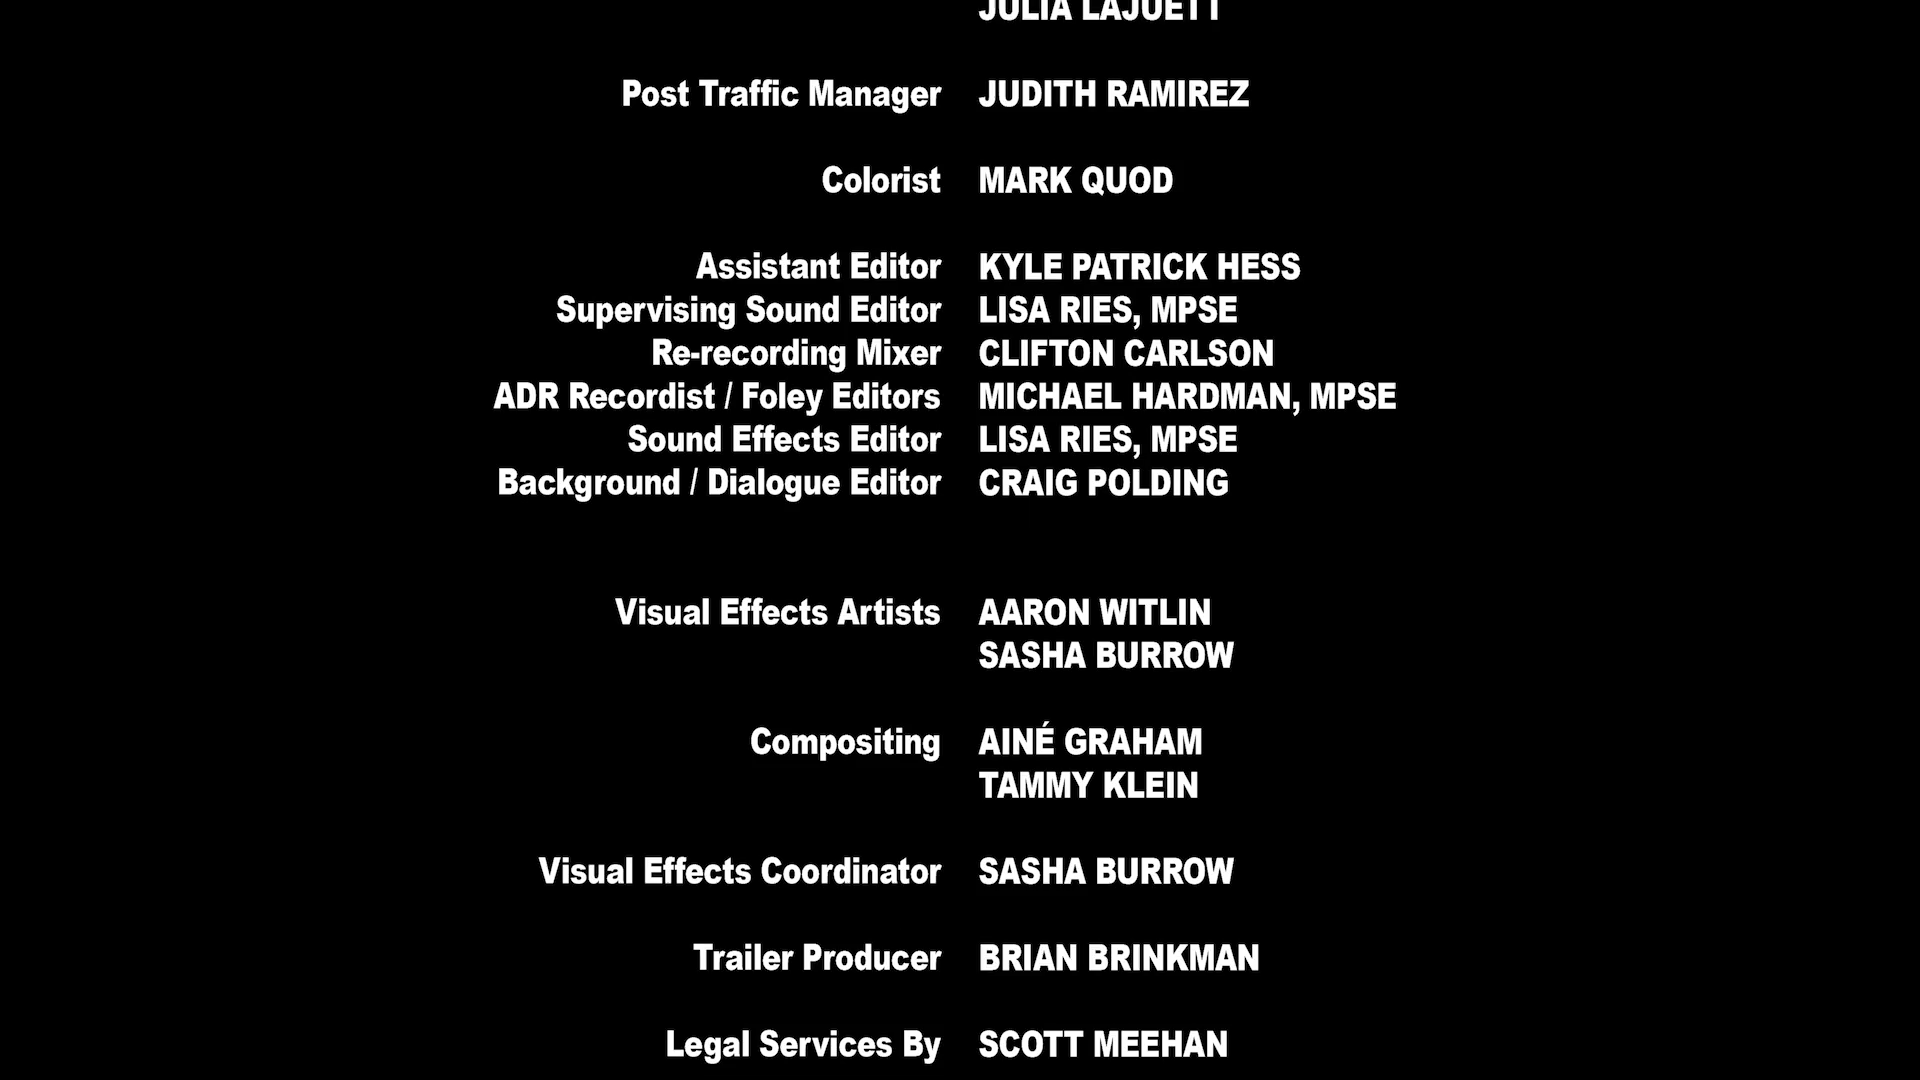 JULIA LAJUETT
Post Traffic Manager JUDITH RAMIREZ
Colorist MARK QUOD
Assistant Editor KYLE PATRICK HESS
Supervising Sound Editor LISA RIES, MPSE
Re-recording Mixer CLIFTON CARLSON
ADR Recordist / Foley Editors MICHAEL HARDMAN, MPSE
Sound Effects Editor LISA RIES, MPSE
Background / Dialogue Editor CRAIG POLDING
Visual Effects Artists AARON WITLIN
SASHA BURROW
Compositing AINÉ GRAHAM
TAMMY KLEIN
Visual Effects Coordinator SASHA BURROW
Trailer Producer BRIAN BRINKMAN
Legal Services By SCOTT MEEHAN